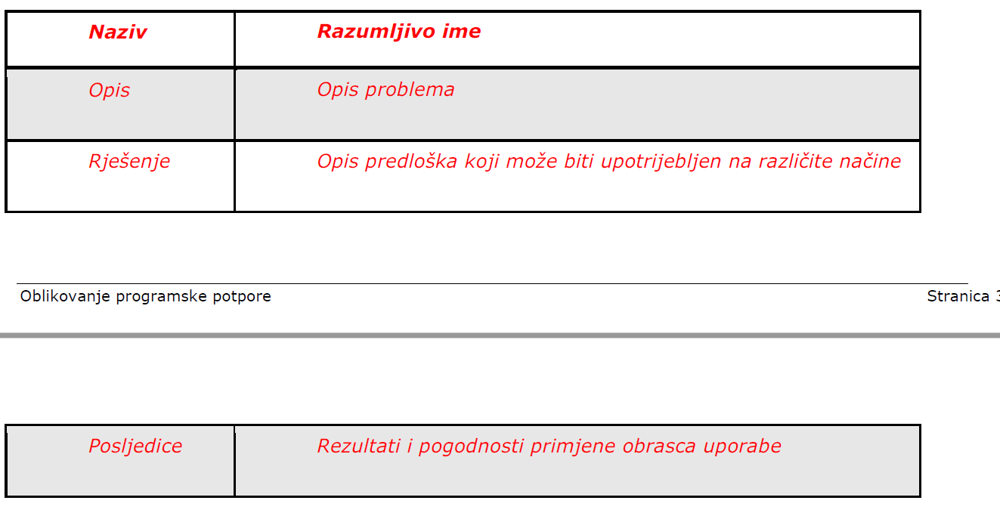 Naziv Razumljivo ime
Opis Opis problema
Rješenje Opis predloška koji može biti upotrijebljen na različite načine
Oblikovanje programske potpore Stranica 3
Posljedice Rezultati i pogodnosti primjene obrasca uporabe